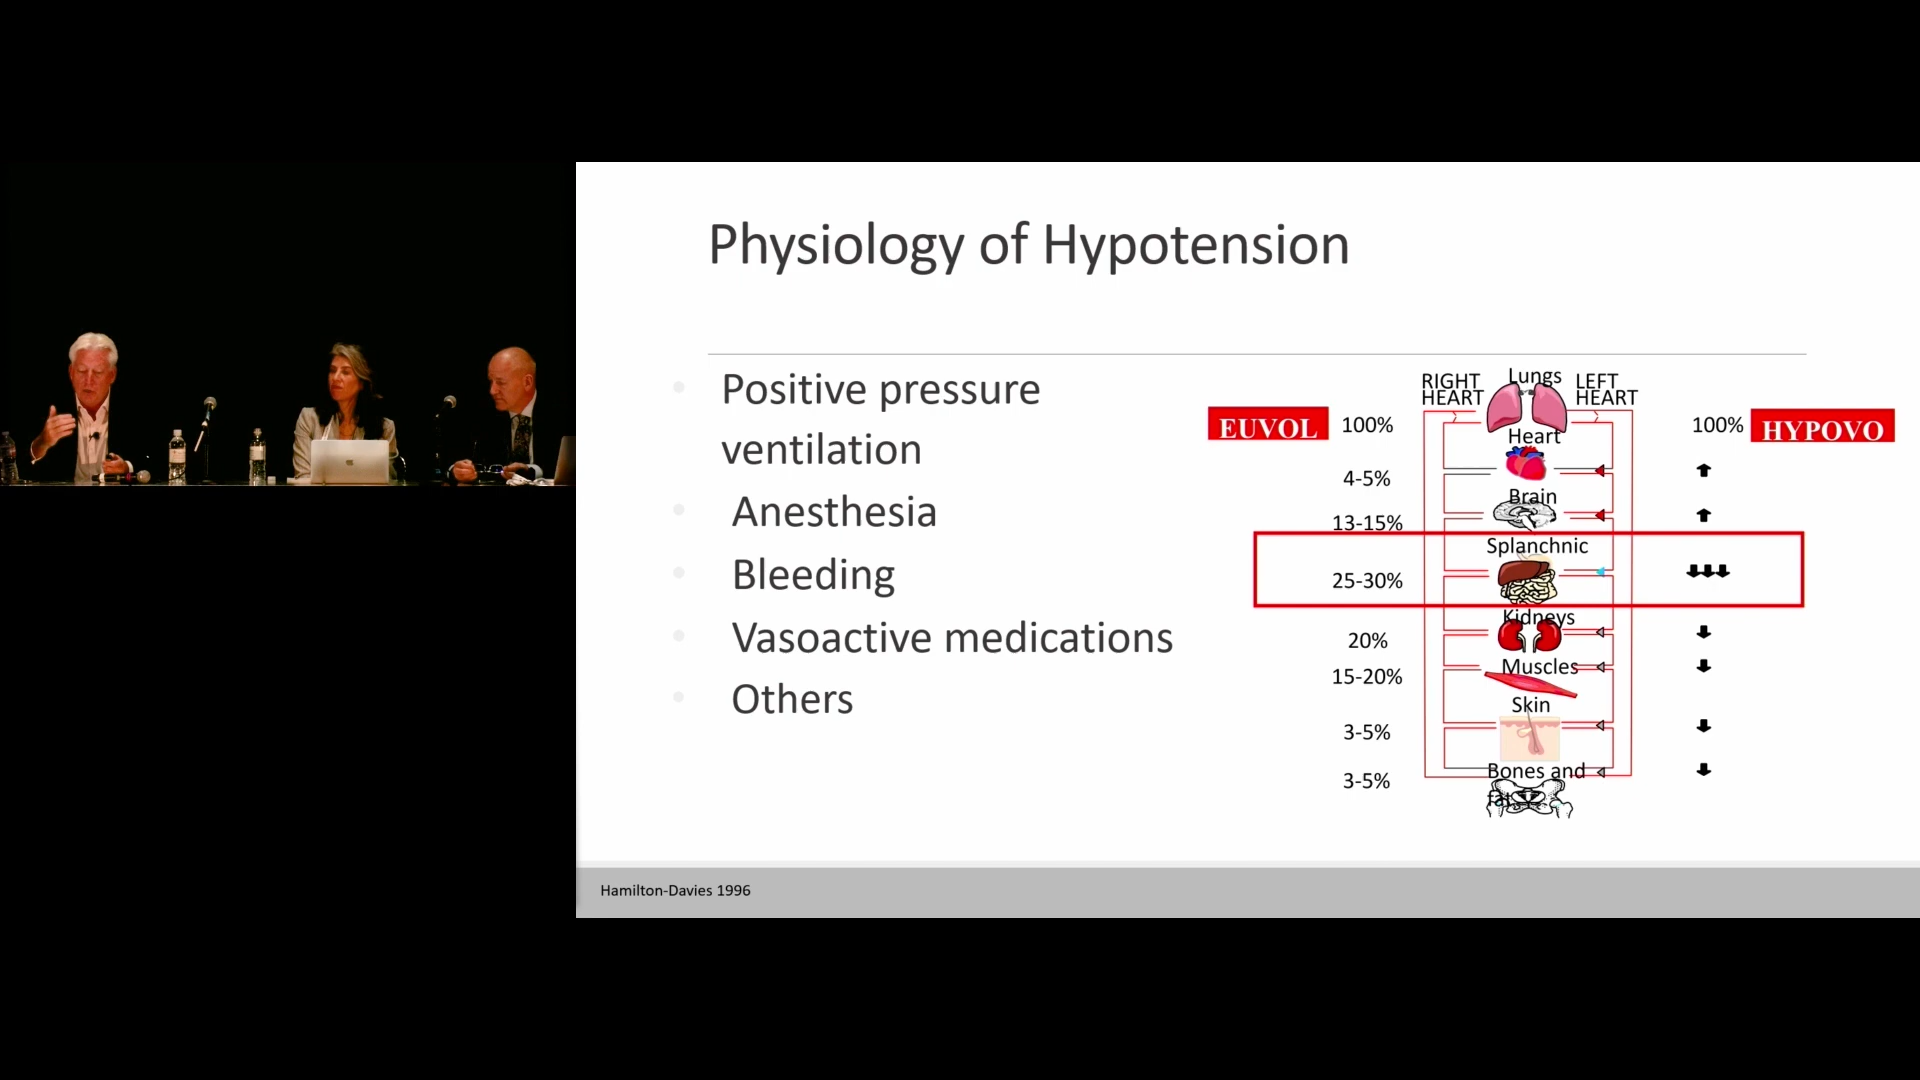 Physiology of Hypotension
Positive pressure
ventilation
Anesthesia
Bleeding
Vasoactive medications
Others
EUVOL
100%
4-5%
13-15%
25-30%
20%
15-20%
3-5%
3-5%
RIGHT
HEART
Lungs
LEFT
HEART
Heart
Brain
Splanchnic
Kidneys
Muscles
Skin
Bones and
fat
100%
HYPOVO
Hamilton-Davies 1996